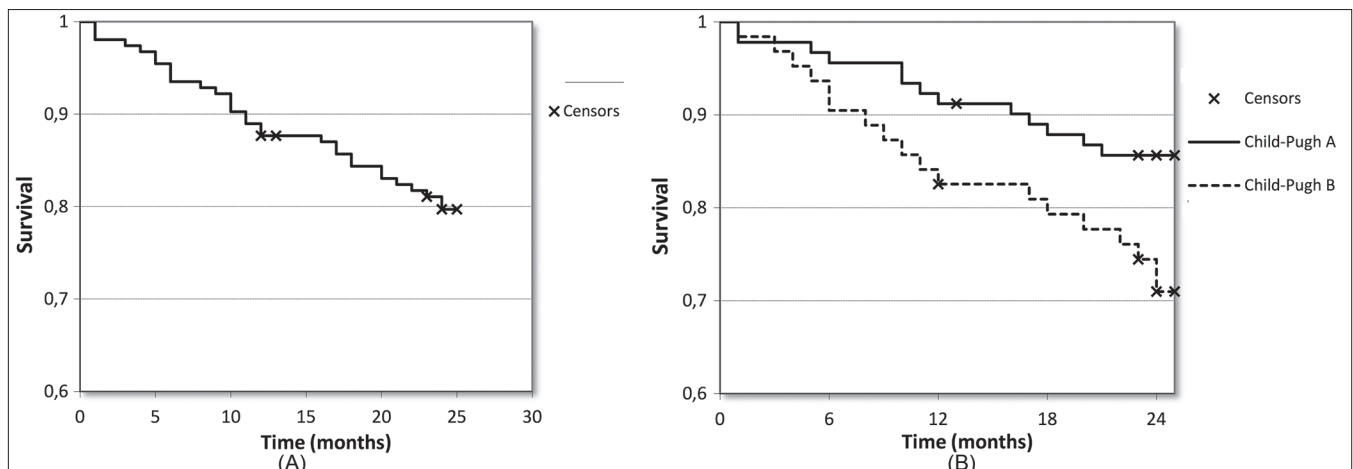 1
0,9
0,8
0,7
0,6
Survival
0 5 10 15 20 25 30
Time (months)
(A)
Censors
1
0,9
0,8
0,7
0,6
Survival
0 6 12 18 24
Time (months)
(B)
Censors
Child-Pugh A
Child-Pugh B